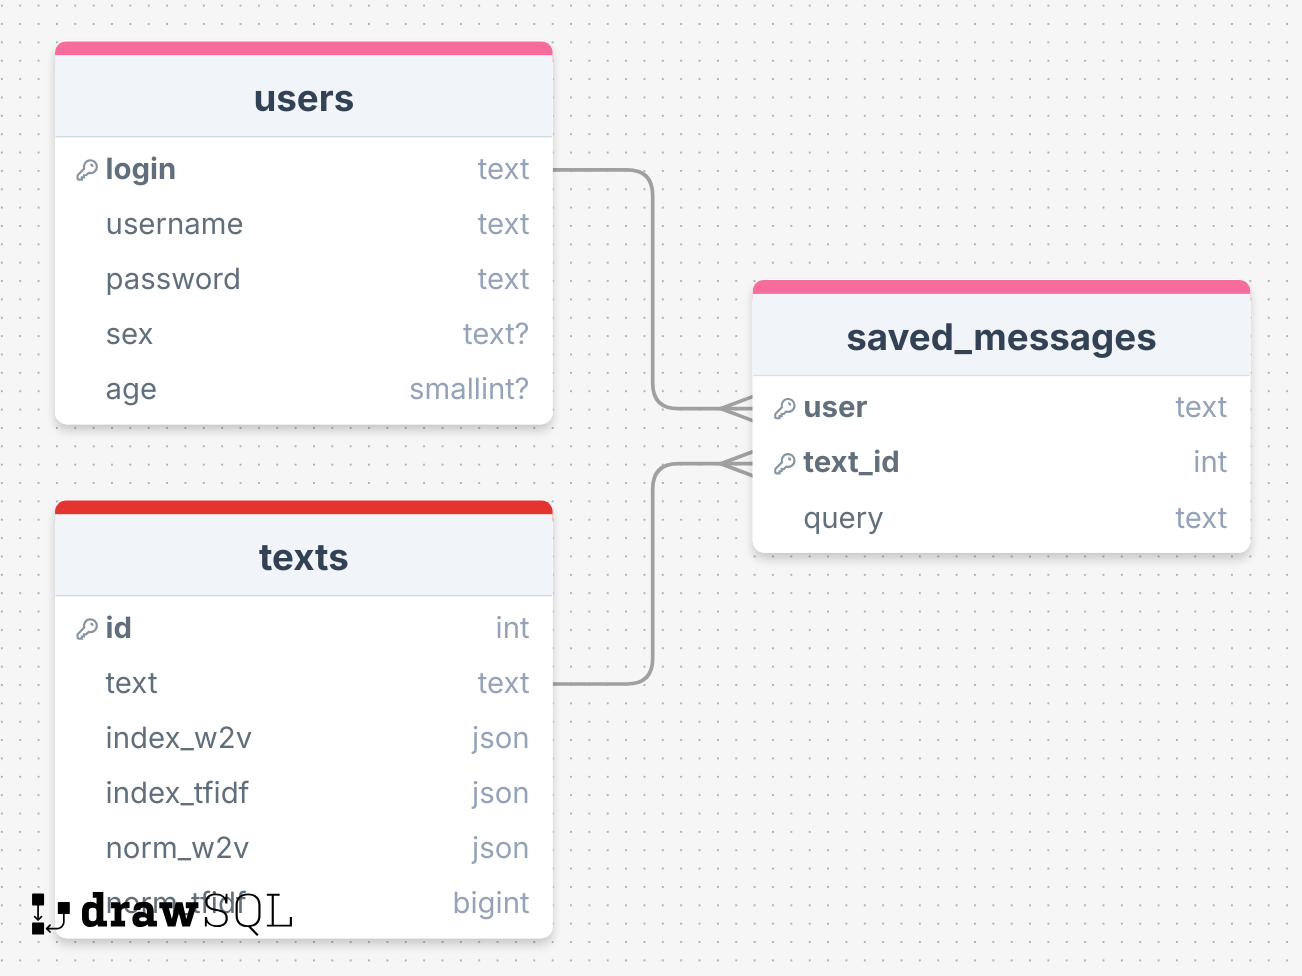 users
login text
username text
password text
sex text?
age smallint?
saved_messages
user text
text_id int
query text
texts
id int
text text
index_w2v json
index_tfidf json
norm_w2v json
norm_tfidf bigint
drawSQL